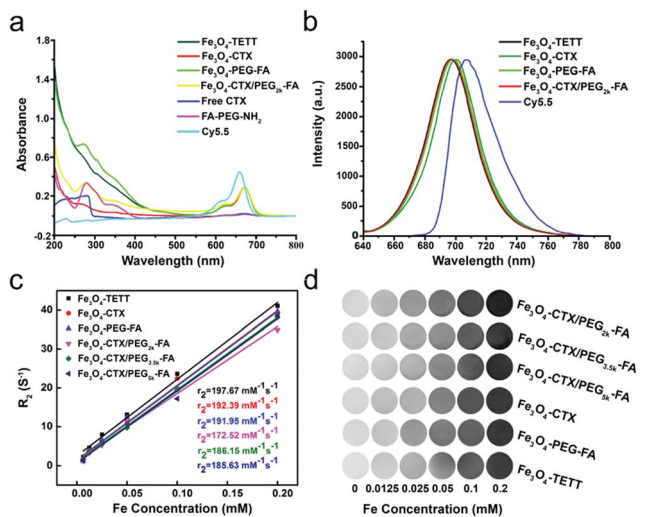 a
1.8
1.4
1.0
0.6
0.2
-0.2
Absorbance
200 300 400 500 600 700 800
Wavelength (nm)
Fe₃O₄-TETT
Fe₃O₄-CTX
Fe₃O₄-PEG-FA
Fe₃O₄-CTX/PEG₂ₖ-FA
Free CTX
FA-PEG-NH₂
Cy5.5
b
3000
2500
2000
1500
1000
500
0
Intensity (a.u.)
640 660 680 700 720 740 760 780 800
Wavelength (nm)
Fe₃O₄-TETT
Fe₃O₄-CTX
Fe₃O₄-PEG-FA
Fe₃O₄-CTX/PEG₂ₖ-FA
Cy5.5
c
40
30
20
10
0
R₂ (S⁻¹)
0.00 0.05 0.10 0.15 0.20
Fe Concentration (mM)
Fe₃O₄-TETT
Fe₃O₄-CTX
Fe₃O₄-PEG-FA
Fe₃O₄-CTX/PEG₂ₖ-FA
Fe₃O₄-CTX/PEG₃.₅ₖ-FA
Fe₃O₄-CTX/PEG₅ₖ-FA
r₂=197.67 mM⁻¹s⁻¹
r₂=192.39 mM⁻¹s⁻¹
r₂=191.95 mM⁻¹s⁻¹
r₂=172.52 mM⁻¹s⁻¹
r₂=186.15 mM⁻¹s⁻¹
r₂=185.63 mM⁻¹s⁻¹
d
Fe₃O₄-CTX/PEG₂ₖ-FA
Fe₃O₄-CTX/PEG₃.₅ₖ-FA
Fe₃O₄-CTX/PEG₅ₖ-FA
Fe₃O₄-CTX
Fe₃O₄-PEG-FA
Fe₃O₄-TETT
0 0.0125 0.025 0.05 0.1 0.2
Fe Concentration (mM)